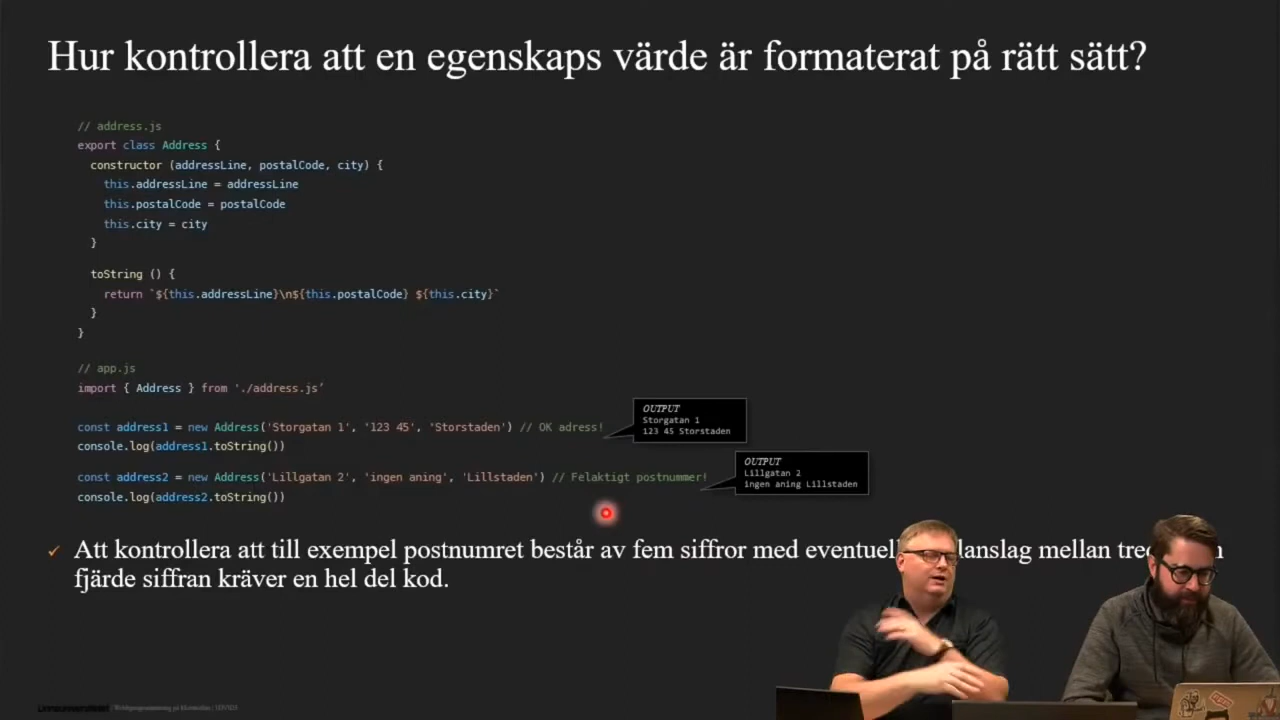 Hur kontrollera att en egenskaps värde är formaterat på rätt sätt?
// address.js
export class Address {
constructor (addressLine, postalCode, city) {
this.addressLine = addressLine
this.postalCode = postalCode
this.city = city
}
toString () {
return `${this.addressLine}\n${this.postalCode} ${this.city}`
}
}
// app.js
import { Address } from './address.js’
const address1 = new Address('Storgatan 1', '123 45', 'Storstaden') // OK adress!
console.log(address1.toString())
OUTPUT
Storgatan 1
123 45 Storstaden
const address2 = new Address('Lillgatan 2', 'ingen aning', 'Lillstaden') // Felaktigt postnummer!
console.log(address2.toString())
OUTPUT
Lillgatan 2
ingen aning Lillstaden
✓ Att kontrollera att till exempel postnumret består av fem siffror med eventuel danslag mellan tre
fjärde siffran kräver en hel del kod.